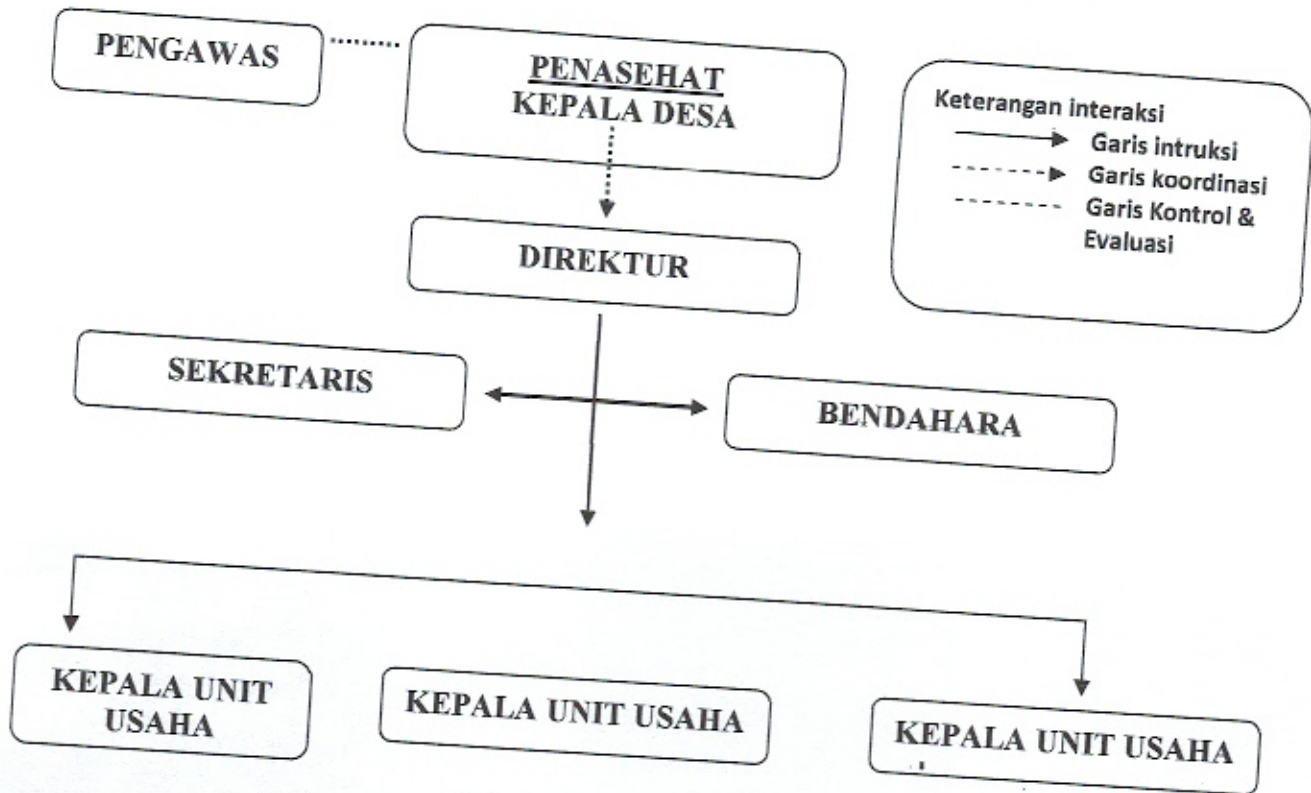 PENGAWAS
PENASEHAT
KEPALA DESA
Keterangan interaksi
Garis intruksi
Garis koordinasi
Garis Kontrol &
Evaluasi
DIREKTUR
SEKRETARIS
BENDAHARA
KEPALA UNIT
USAHA
KEPALA UNIT USAHA
KEPALA UNIT USAHA